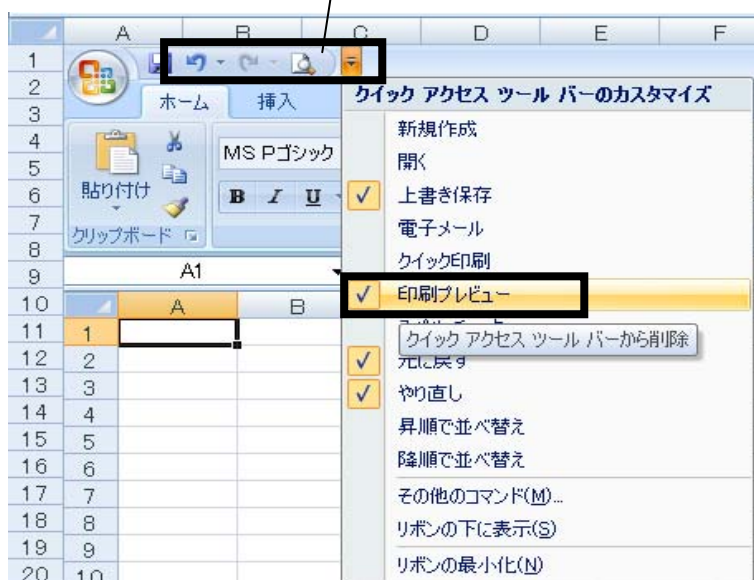 A B C D E F
1
2
3
4
5
6
7
8
9
10
11
12
13
14
15
16
17
18
19
20
ホーム 挿入
MS Pゴシック
貼り付け
B I U
クリップボード
A1
A B
1
2
3
4
5
6
7
8
9
10
クイック アクセス ツール バーのカスタマイズ
新規作成
開く
上書き保存
電子メール
クイック印刷
印刷プレビュー
クイック アクセス ツール バーから削除
元に戻す
やり直し
昇順で並べ替え
降順で並べ替え
その他のコマンド(M)...
リボンの下に表示(S)
リボンの最小化(N)